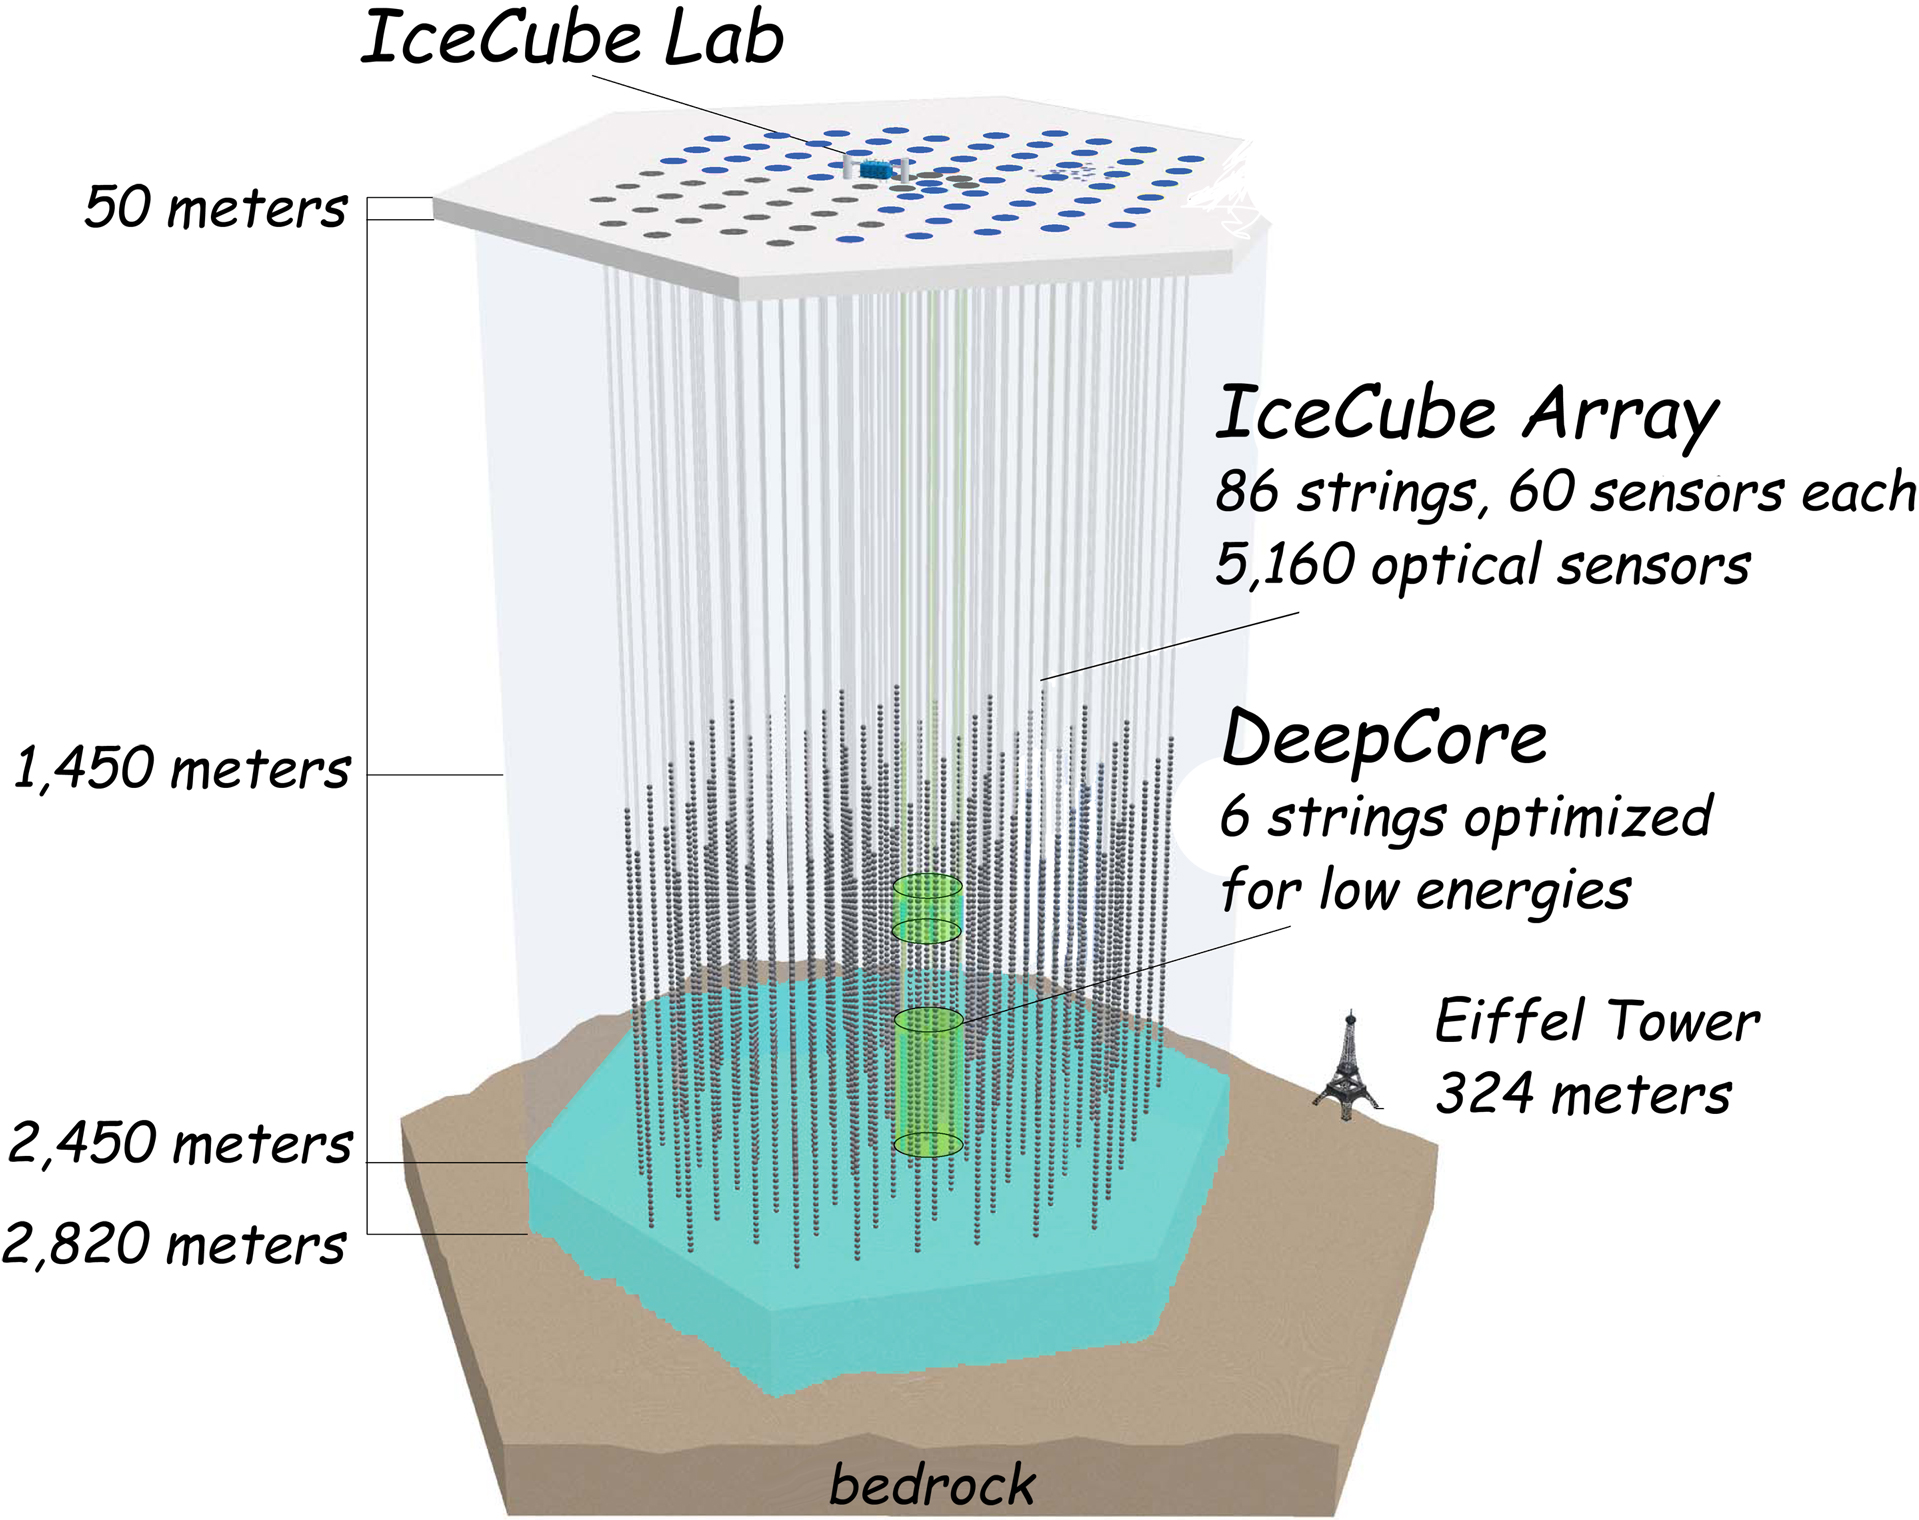 IceCube Lab
50 meters
IceCube Array
86 strings, 60 sensors each
5,160 optical sensors
DeepCore
6 strings optimized
for low energies
1,450 meters
Eiffel Tower
324 meters
2,450 meters
2,820 meters
bedrock